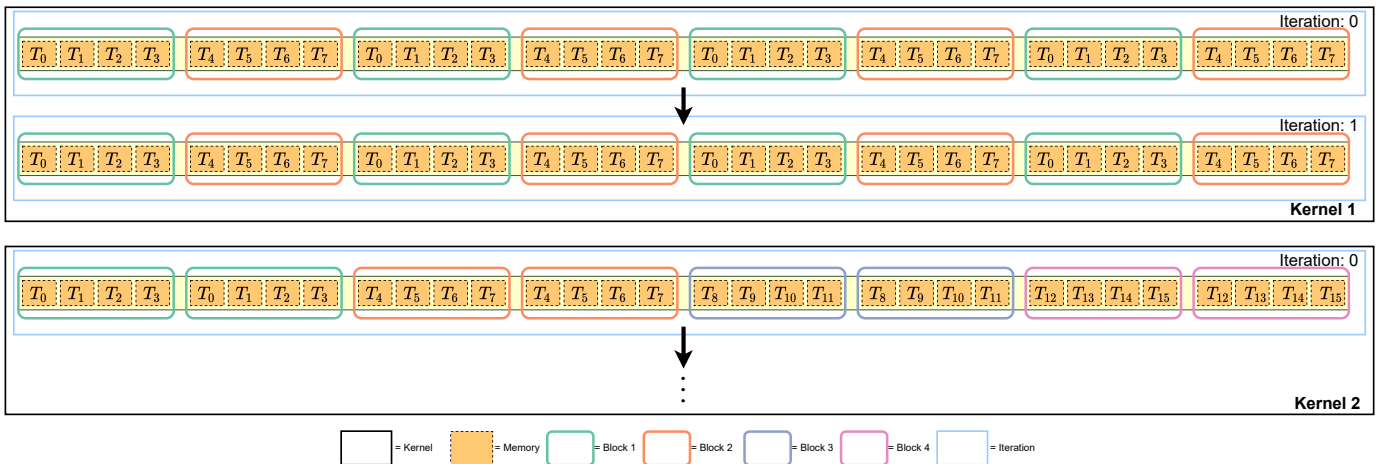 Iteration: 0
T0 T1 T2 T3 T4 T5 T6 T7 T0 T1 T2 T3 T4 T5 T6 T7 T0 T1 T2 T3 T4 T5 T6 T7 T0 T1 T2 T3 T4 T5 T6 T7
Iteration: 1
T0 T1 T2 T3 T4 T5 T6 T7 T0 T1 T2 T3 T4 T5 T6 T7 T0 T1 T2 T3 T4 T5 T6 T7 T0 T1 T2 T3 T4 T5 T6 T7
Kernel 1
Iteration: 0
T0 T1 T2 T3 T0 T1 T2 T3 T4 T5 T6 T7 T4 T5 T6 T7 T8 T9 T10 T11 T8 T9 T10 T11 T12 T13 T14 T15 T12 T13 T14 T15
Kernel 2
= Kernel = Memory = Block 1 = Block 2 = Block 3 = Block 4 = Iteration